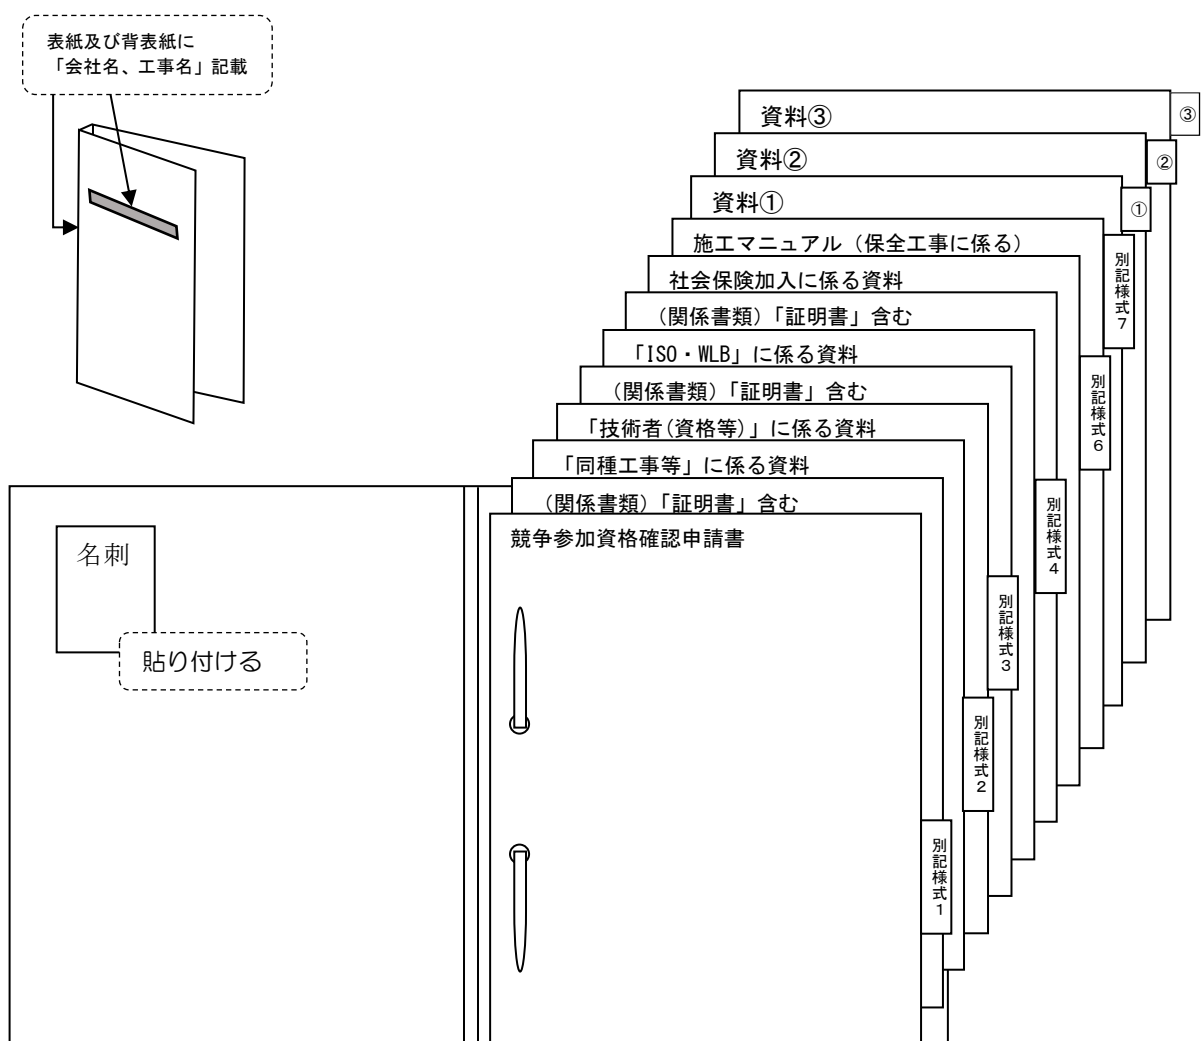 表紙及び背表紙に
「会社名、工事名」記載
資料③
③
資料②
②
資料①
①
施工マニュアル（保全工事に係る）
別記様式7
社会保険加入に係る資料
(関係書類)「証明書」含む
「ISO・WLB」に係る資料
別記様式6
(関係書類)「証明書」含む
「技術者(資格等)」に係る資料
「同種工事等」に係る資料
別記様式4
(関係書類)「証明書」含む
競争参加資格確認申請書
別記様式3
別記様式2
別記様式1
名刺
貼り付ける